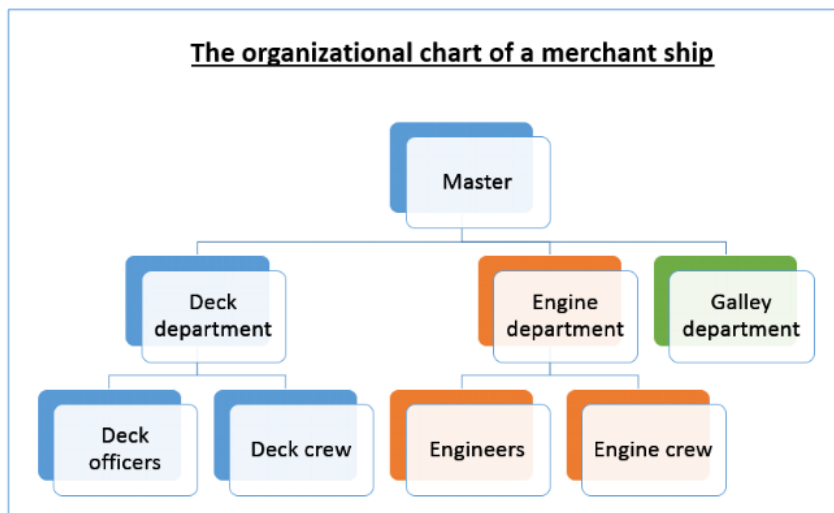 The organizational chart of a merchant ship
Master
Deck
department
Engine
department
Galley
department
Deck
officers
Deck crew
Engineers
Engine crew